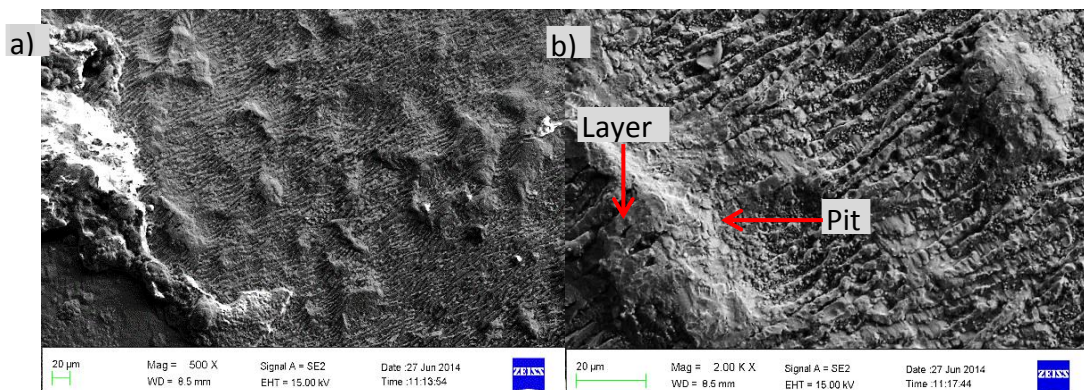 a)
20 µm
Mag = 500 X
WD = 8.5 mm
Signal A = SE2
EHT = 15.00 kV
Date :27 Jun 2014
Time :11:13:54
ZEISS
b)
Layer
Pit
20 µm
Mag = 2.00 K X
WD = 8.5 mm
Signal A = SE2
EHT = 15.00 kV
Date :27 Jun 2014
Time :11:17:44
ZEISS